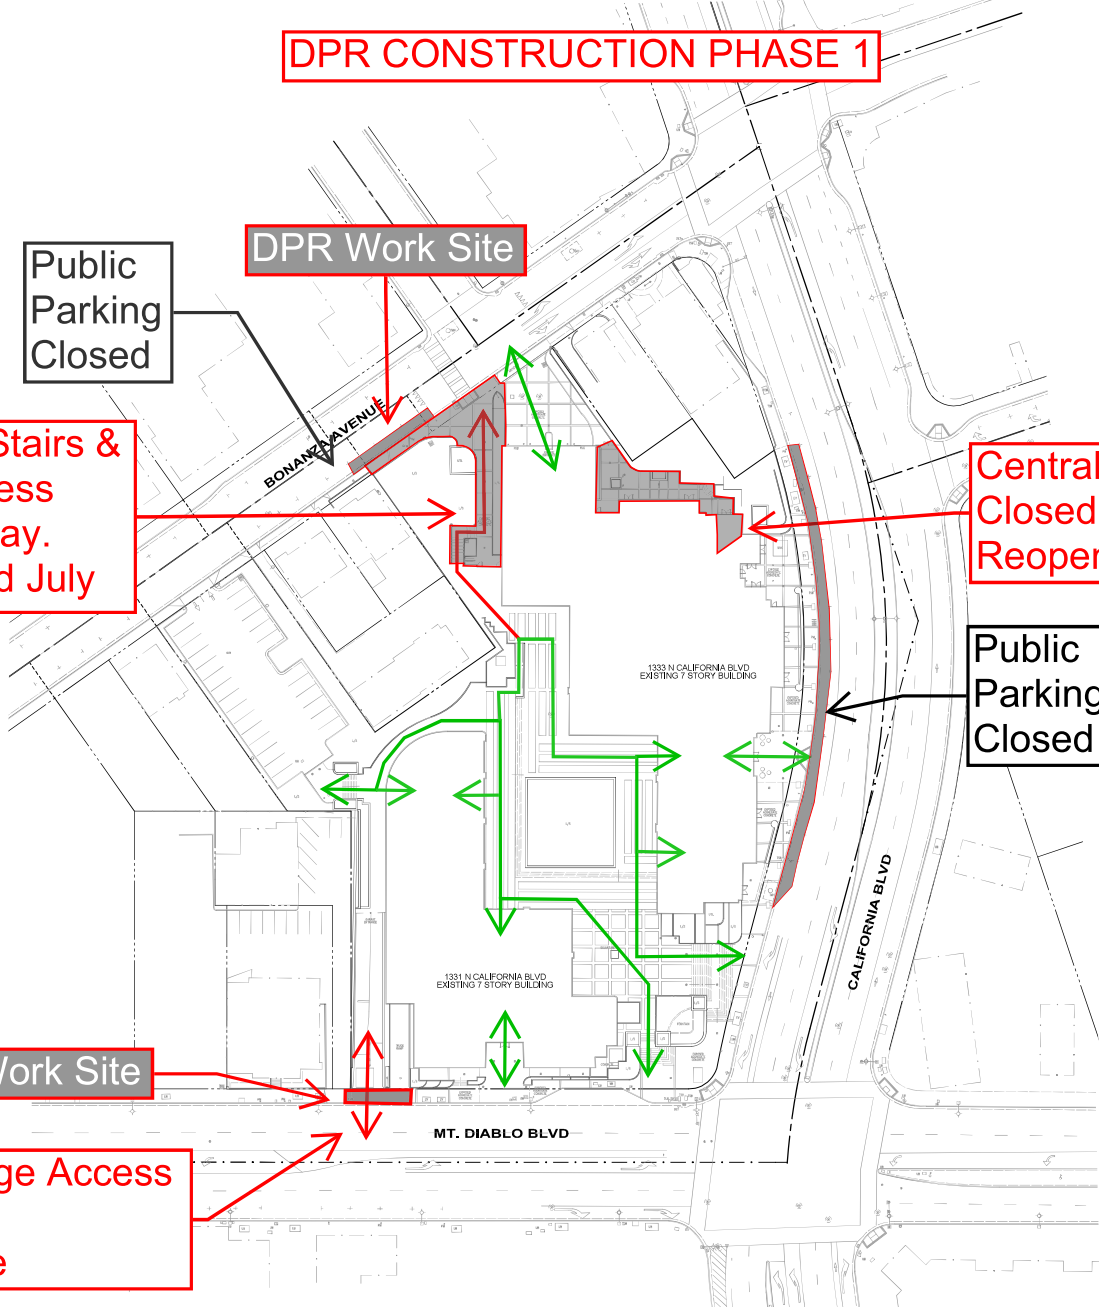 DPR CONSTRUCTION PHASE 1
DPR Work Site
Public
Parking
Closed
BONANZA AVENUE
Stairs &
ess
ay.
d July
Central
Closed
Reopen
1333 N CALIFORNIA BLVD
EXISTING 7 STORY BUILDING
Public
Parking
Closed
CALIFORNIA BLVD
1331 N CALIFORNIA BLVD
EXISTING 7 STORY BUILDING
Work Site
MT. DIABLO BLVD
ge Access
e